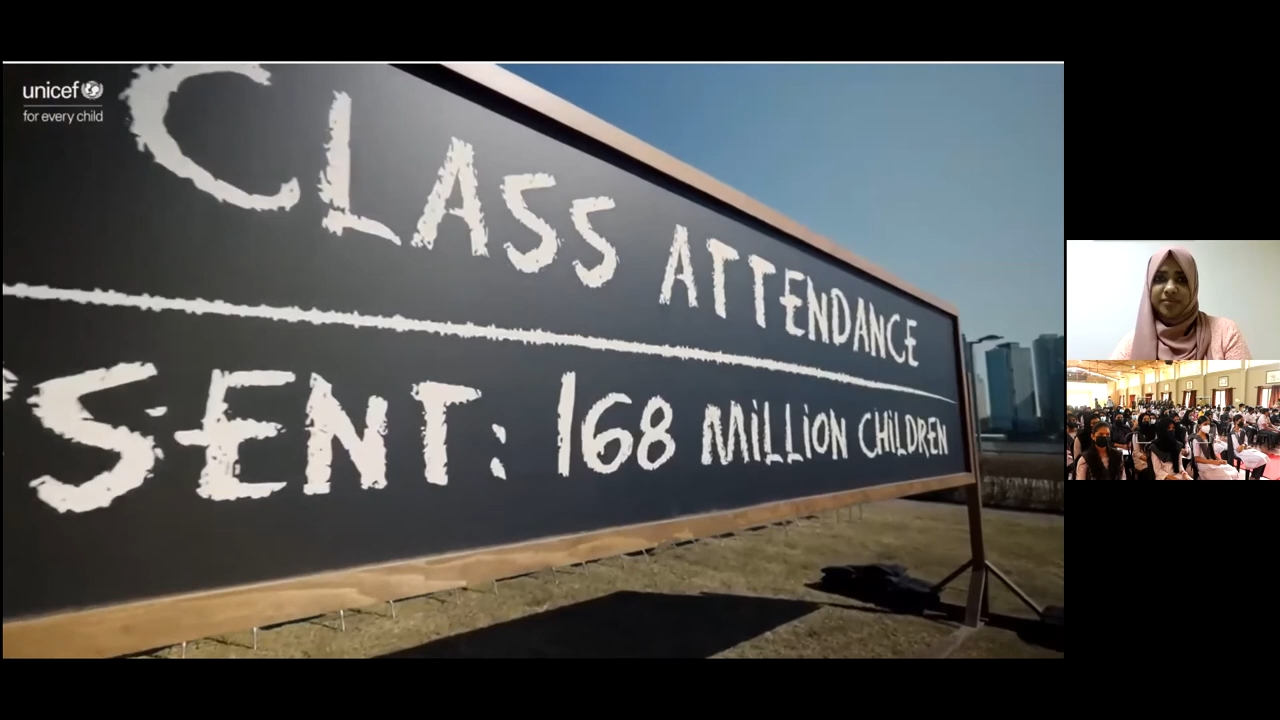 unicef
for every child
CLASS ATTENDANCE
SENT: 168 MILLION CHILDREN